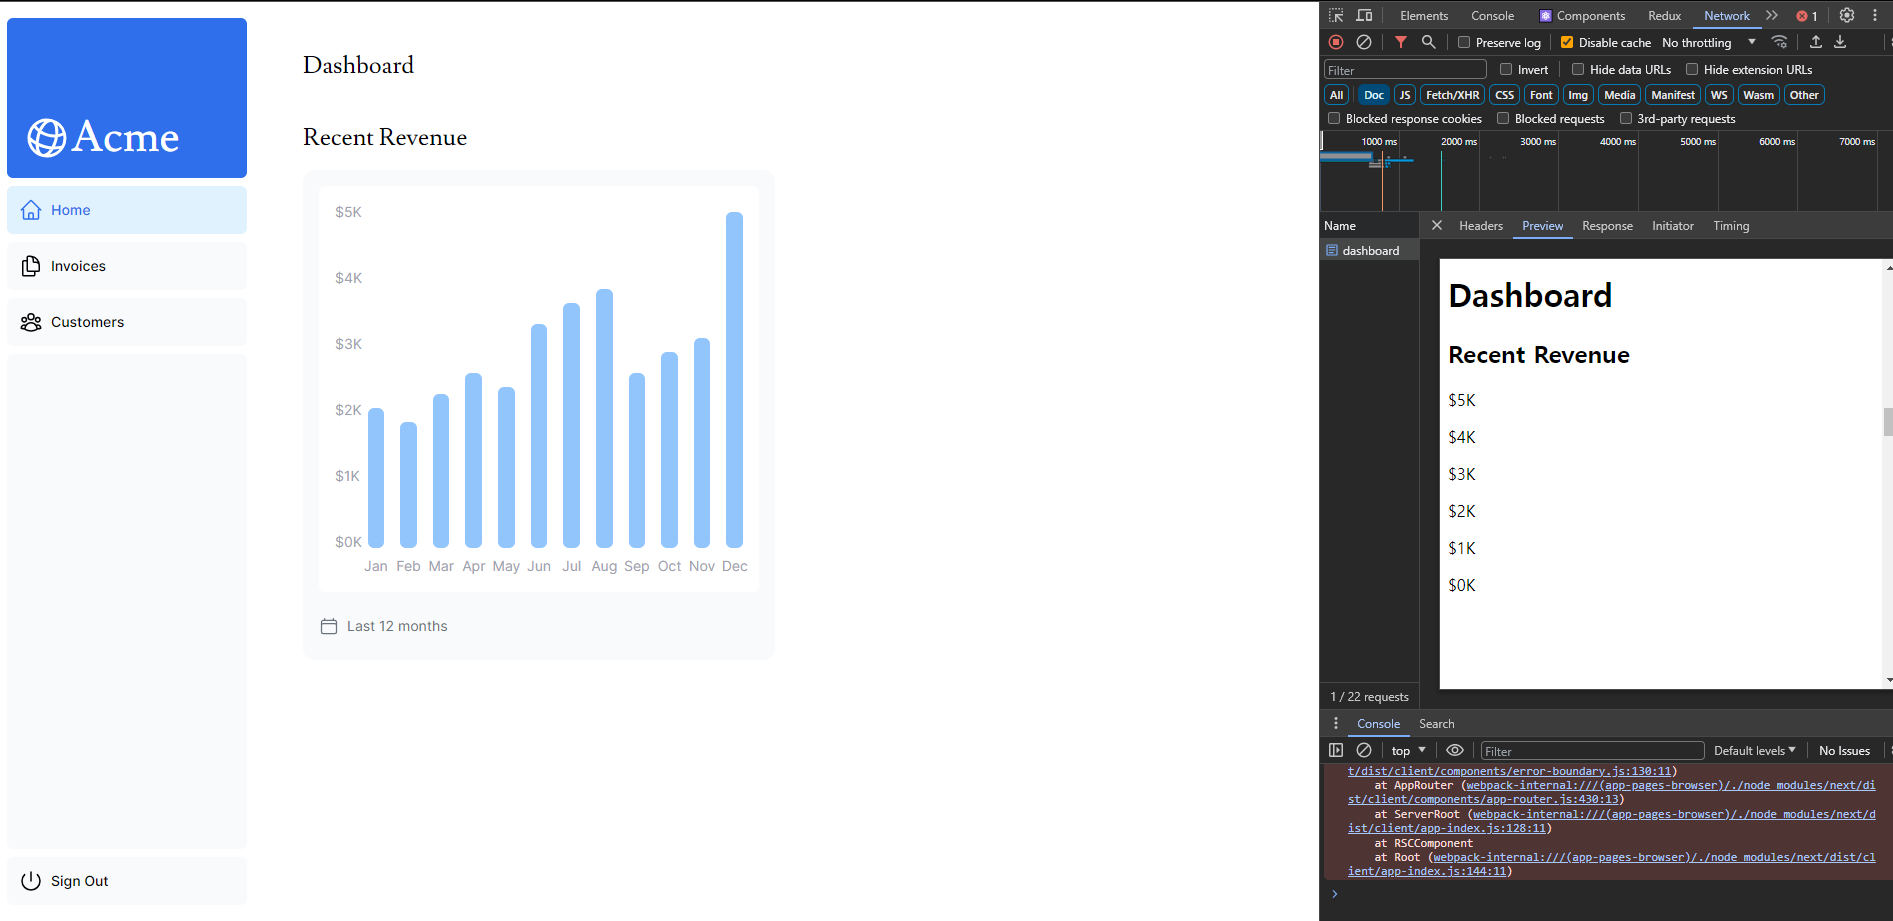 Acme
Home
Invoices
Customers
Sign Out
Dashboard
Recent Revenue
$5K
$4K
$3K
$2K
$1K
$0K
Jan Feb Mar Apr May Jun Jul Aug Sep Oct Nov Dec
Last 12 months
Elements Console Components Redux Network 1
Preserve log Disable cache No throttling
Filter Invert Hide data URLs Hide extension URLs
All Doc JS Fetch/XHR CSS Font Img Media Manifest WS Wasm Other
Blocked response cookies Blocked requests 3rd-party requests
1000 ms 2000 ms 3000 ms 4000 ms 5000 ms 6000 ms 7000 ms
Name Headers Preview Response Initiator Timing
dashboard
Dashboard
Recent Revenue
$5K
$4K
$3K
$2K
$1K
$0K
1 / 22 requests
Console Search
top Filter Default levels No Issues
t/dist/client/components/error-boundary.js:130:11)
at AppRouter (webpack-internal:///(app-pages-browser)/./node_modules/next/di
st/client/components/app-router.js:430:13)
at ServerRoot (webpack-internal:///(app-pages-browser)/./node_modules/next/d
ist/client/app-index.js:128:11)
at RSCComponent
at Root (webpack-internal:///(app-pages-browser)/./node_modules/next/dist/cl
ient/app-index.js:144:11)